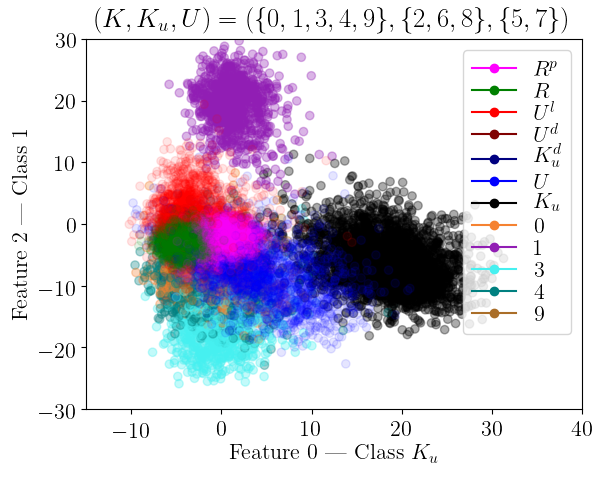 (K, K_u, U) = ({0, 1, 3, 4, 9}, {2, 6, 8}, {5, 7})
30
20
10
0
−10
−20
−30
Feature 2 — Class 1
−10
0
10
20
30
40
Feature 0 — Class K_u
R^p
R
U^l
U^d
K_u^d
U
K_u
0
1
3
4
9